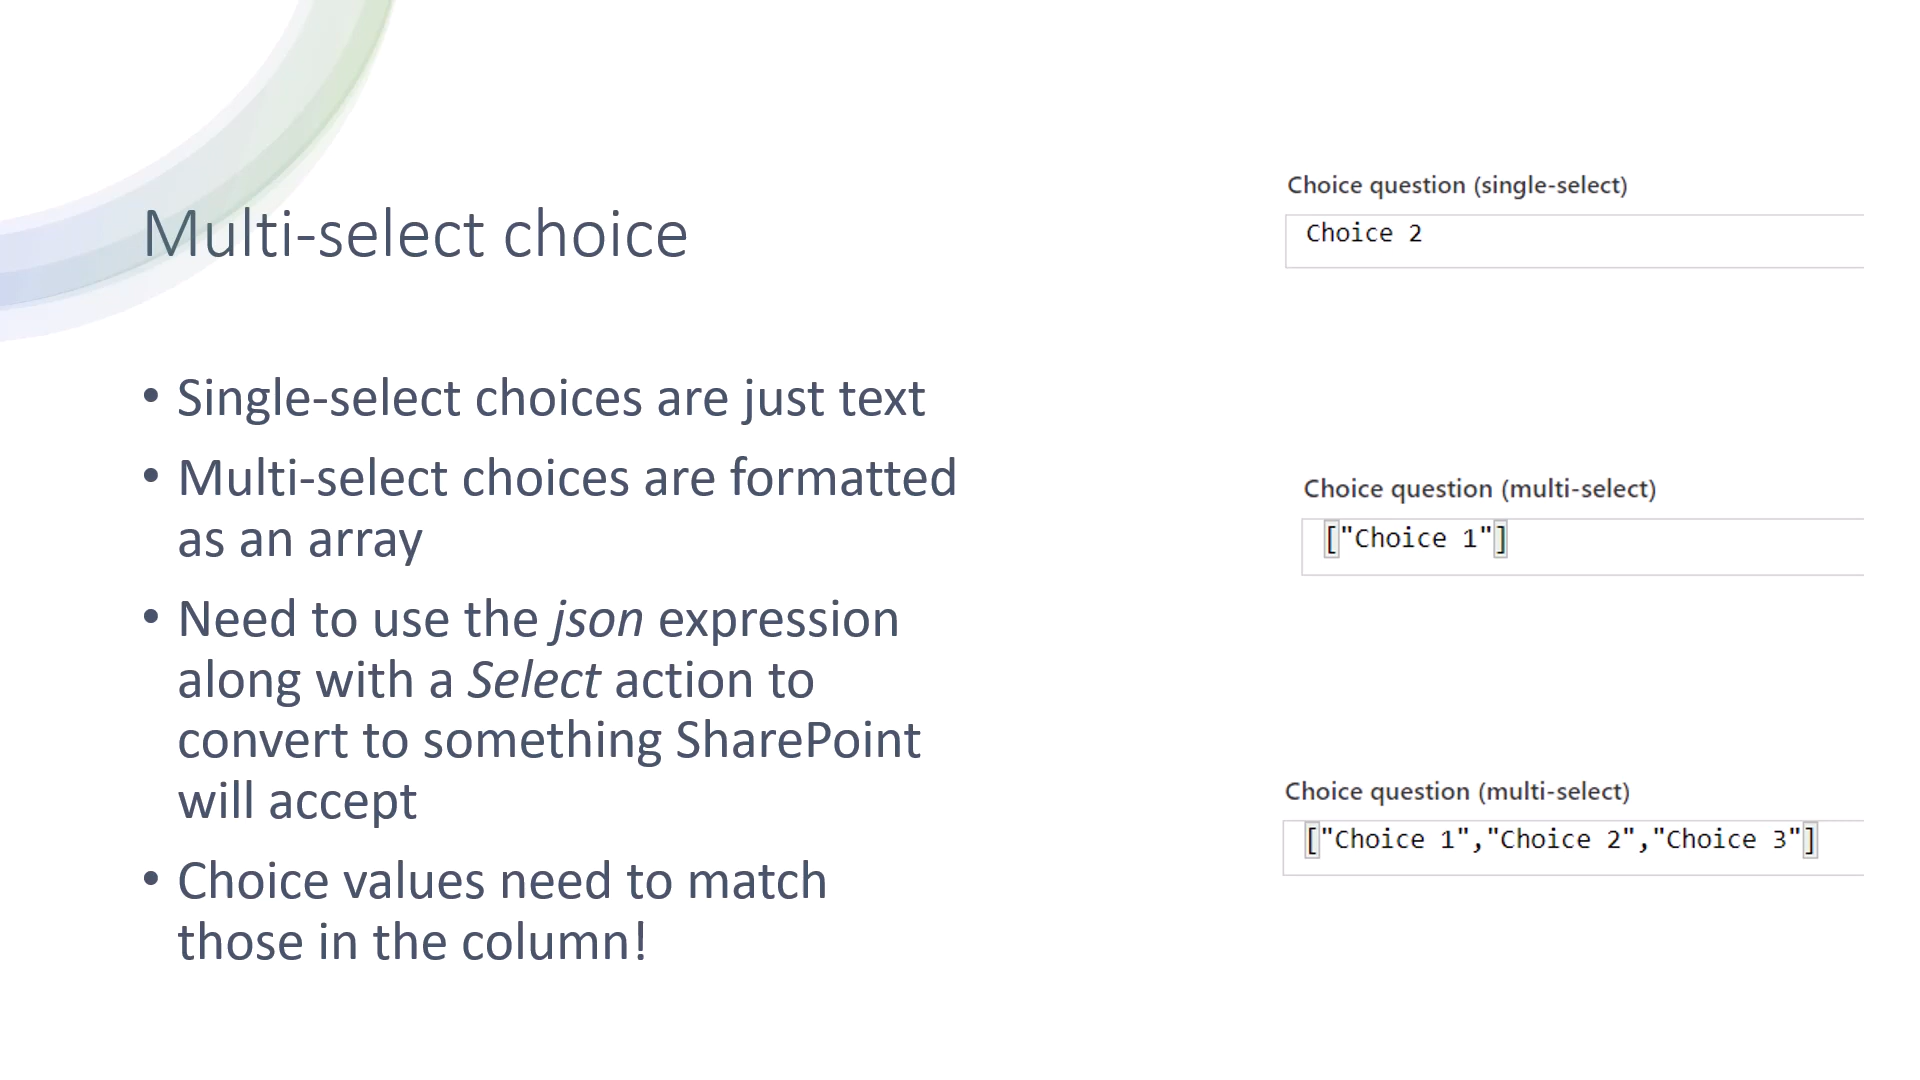 Multi-select choice
• Single-select choices are just text
• Multi-select choices are formatted
as an array
• Need to use the json expression
along with a Select action to
convert to something SharePoint
will accept
• Choice values need to match
those in the column!
Choice question (single-select)
Choice 2
Choice question (multi-select)
["Choice 1"]
Choice question (multi-select)
["Choice 1","Choice 2","Choice 3"]